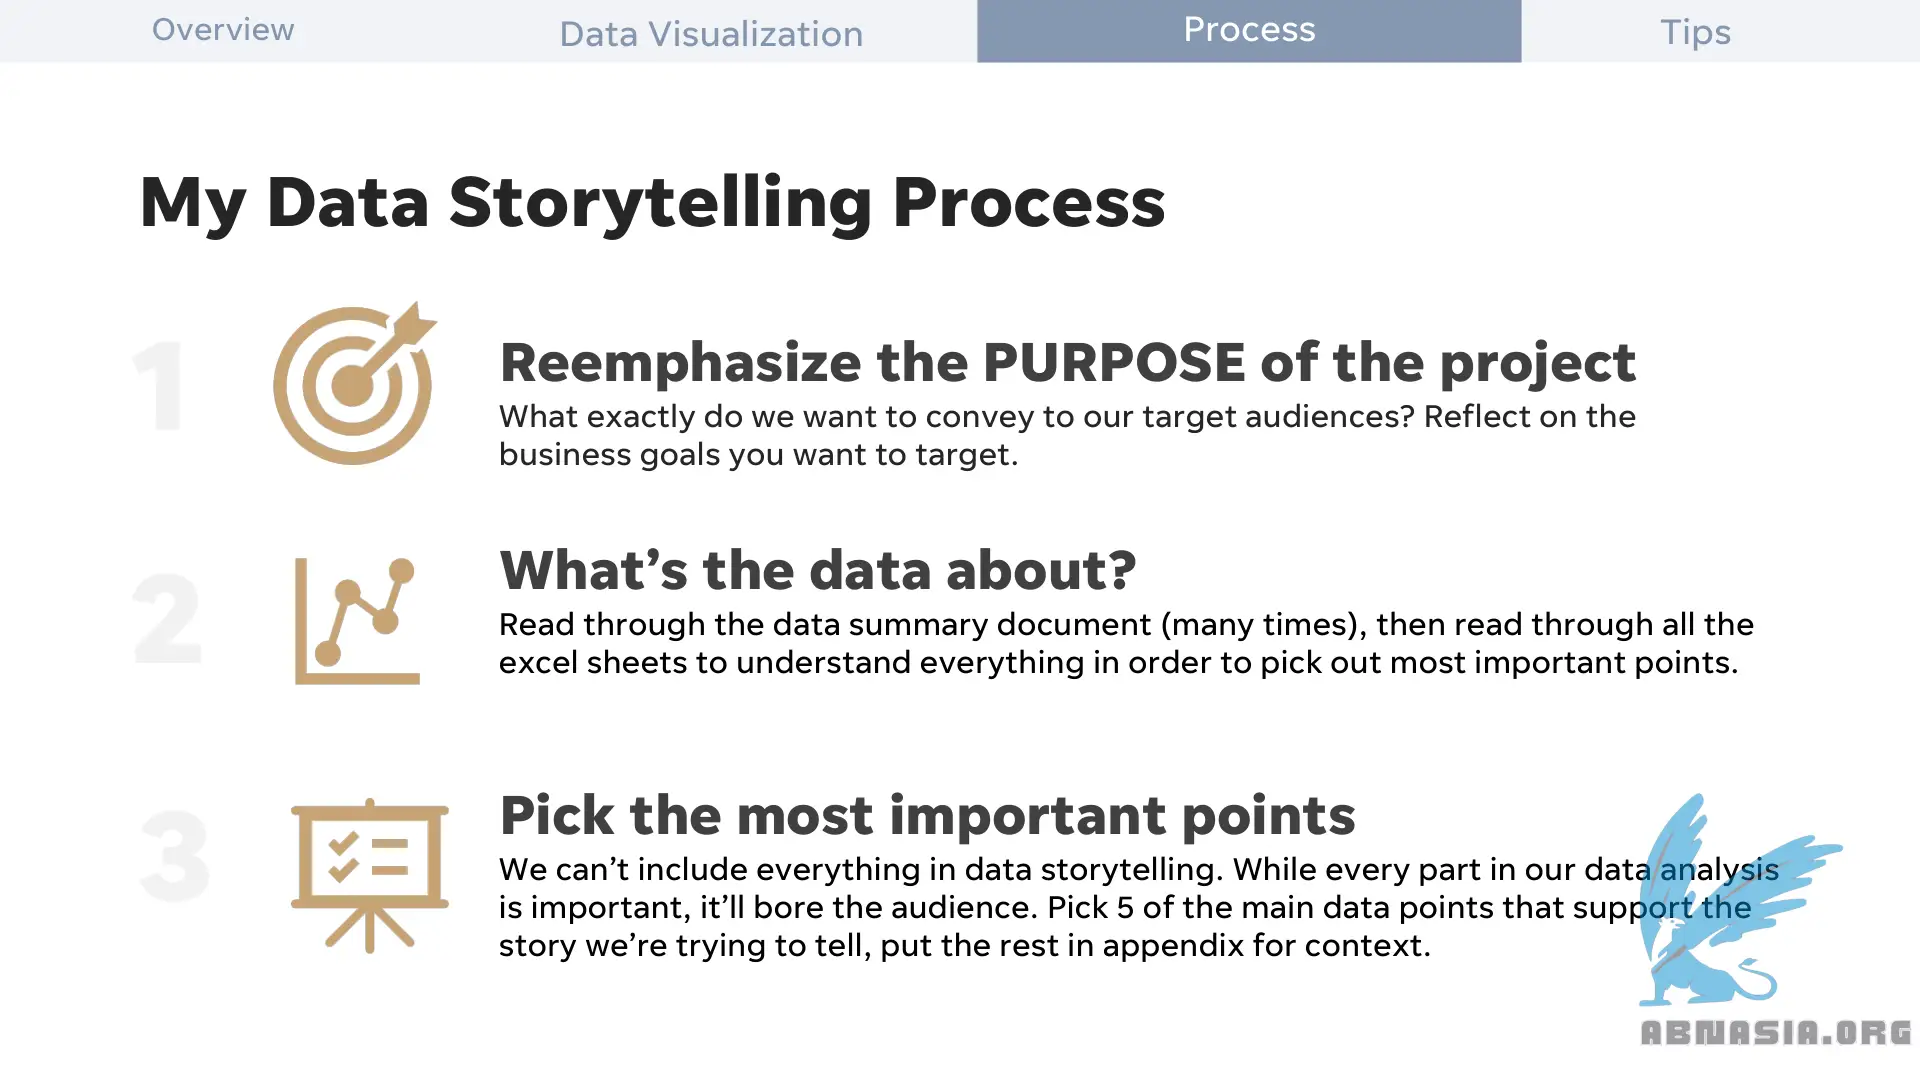 Overview
Data Visualization
Process
Tips
My Data Storytelling Process
1
Reemphasize the PURPOSE of the project
What exactly do we want to convey to our target audiences? Reflect on the
business goals you want to target.
2
What’s the data about?
Read through the data summary document (many times), then read through all the
excel sheets to understand everything in order to pick out most important points.
3
Pick the most important points
We can’t include everything in data storytelling. While every part in our data analysis
is important, it’ll bore the audience. Pick 5 of the main data points that support the
story we’re trying to tell, put the rest in appendix for context.
ABNASIA.ORG